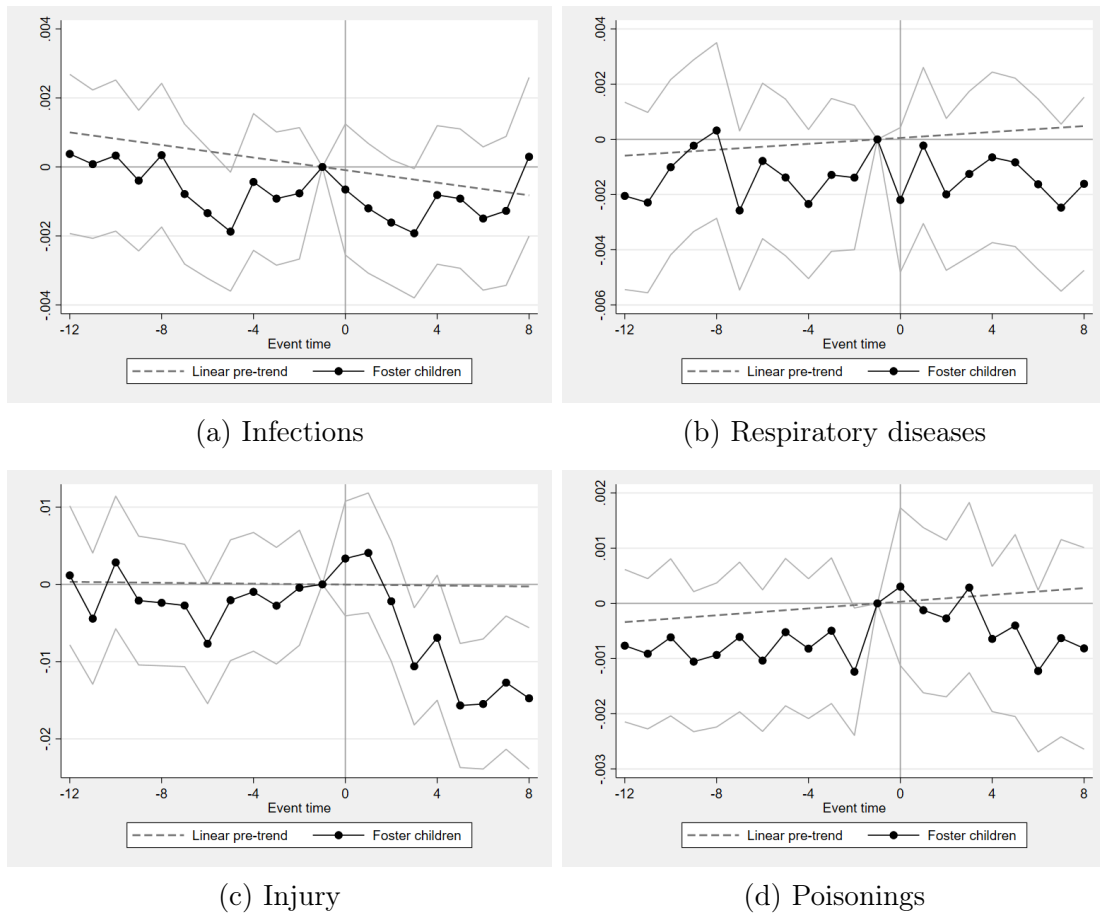 .004
.002
0
-.002
-.004
-12 -8 -4 0 4 8
Event time
Linear pre-trend Foster children
(a) Infections
.004
.002
0
-.002
-.004
-.006
-12 -8 -4 0 4 8
Event time
Linear pre-trend Foster children
(b) Respiratory diseases
.01
0
-.01
-.02
-12 -8 -4 0 4 8
Event time
Linear pre-trend Foster children
(c) Injury
.002
.001
0
-.001
-.002
-.003
-12 -8 -4 0 4 8
Event time
Linear pre-trend Foster children
(d) Poisonings